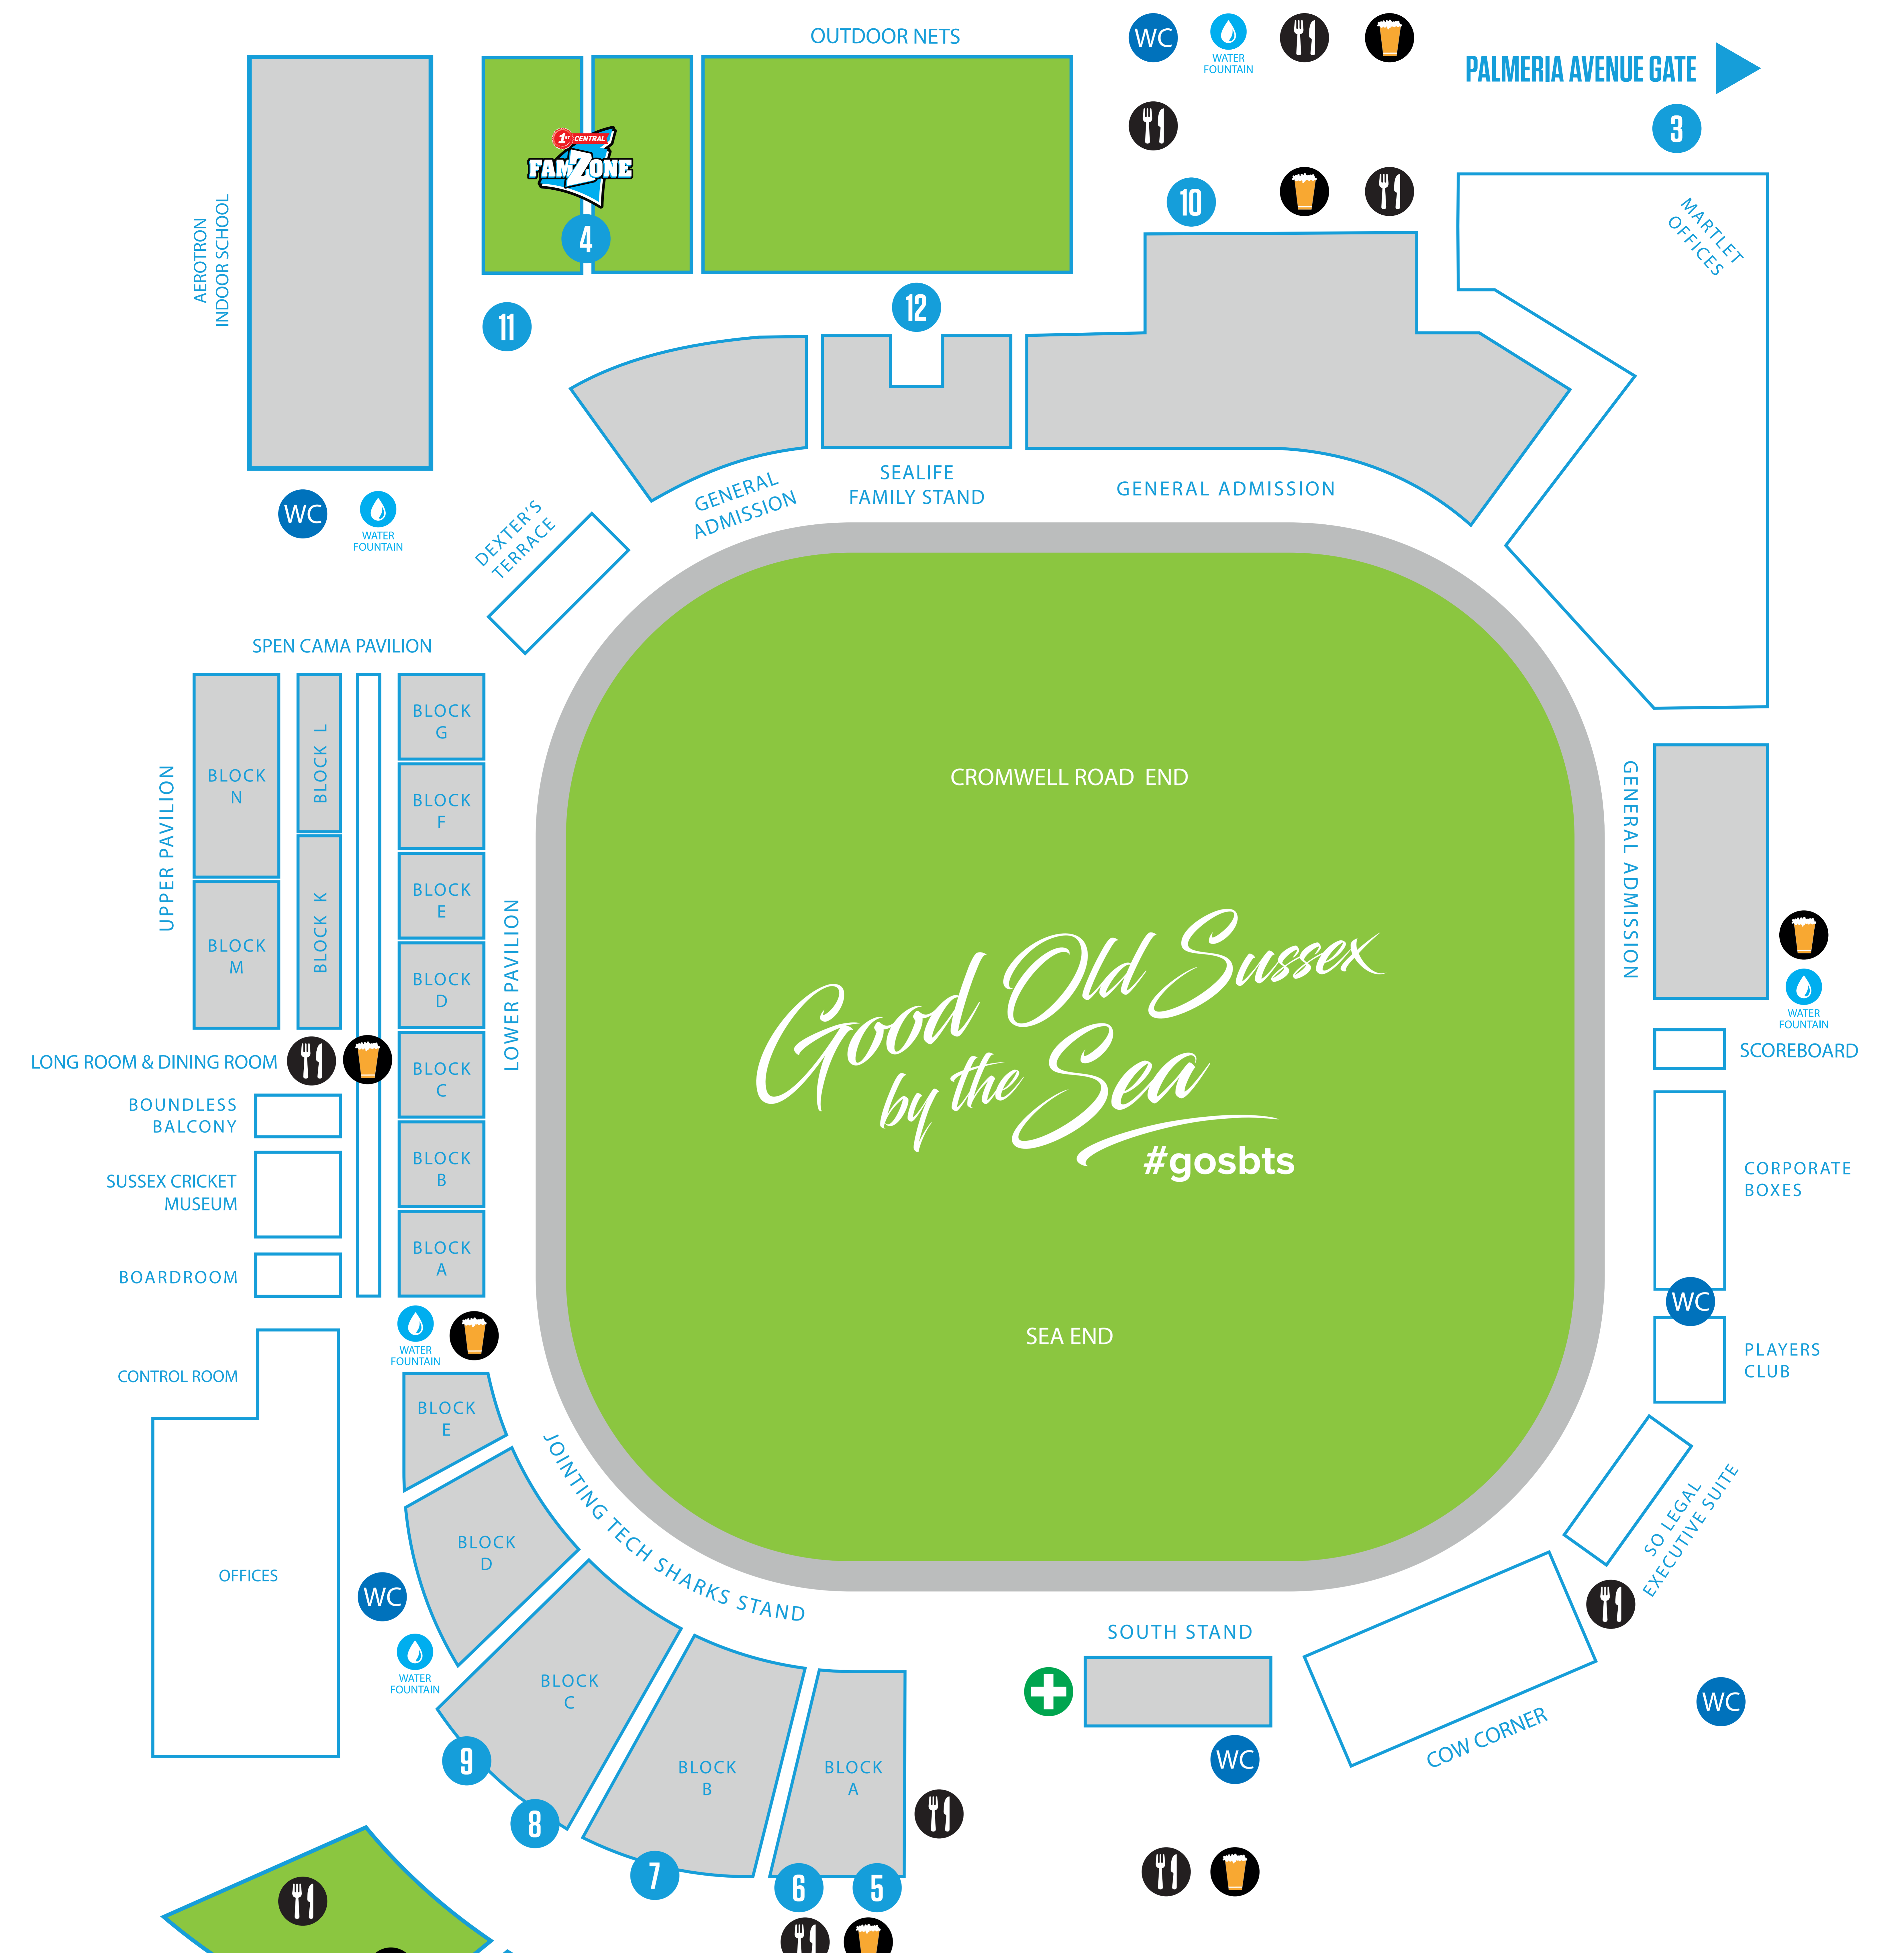 OUTDOOR NETS
WC
WATER
FOUNTAIN
PALMERIA AVENUE GATE
3
1ST CENTRAL
FAMZONE
4
10
MARTLET
OFFICES
AEROTRON
INDOOR SCHOOL
11
12
SEALIFE
FAMILY STAND
GENERAL
ADMISSION
GENERAL ADMISSION
WC
WATER
FOUNTAIN
DEXTER'S
TERRACE
SPEN CAMA PAVILION
UPPER PAVILION
BLOCK
N
BLOCK
M
BLOCK L
BLOCK K
BLOCK
G
BLOCK
F
BLOCK
E
BLOCK
D
BLOCK
C
BLOCK
B
BLOCK
A
LOWER PAVILION
CROMWELL ROAD END
Good Old Sussex
by the Sea
#gosbts
SEA END
GENERAL ADMISSION
WATER
FOUNTAIN
SCOREBOARD
CORPORATE
BOXES
WC
PLAYERS
CLUB
LONG ROOM & DINING ROOM
BOUNDLESS
BALCONY
SUSSEX CRICKET
MUSEUM
BOARDROOM
WATER
FOUNTAIN
CONTROL ROOM
OFFICES
BLOCK
E
BLOCK
D
BLOCK
C
BLOCK
B
BLOCK
A
JOINTING TECH SHARKS STAND
WC
WATER
FOUNTAIN
9
8
7
6
5
SOUTH STAND
WC
COW CORNER
SO LEGAL
EXECUTIVE SUITE
WC